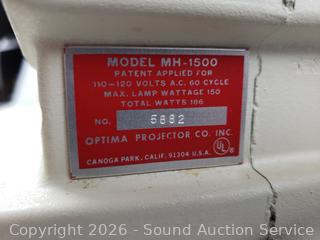 MODEL MH-1500
PATENT APPLIED FOR
110-120 VOLTS A.C. 60 CYCLE
MAX. LAMP WATTAGE 150
TOTAL WATTS 186
NO. 5882
OPTIMA PROJECTOR CO. INC.
CANOGA PARK, CALIF. 91304 U.S.A.
UL
Copyright 2026 - Sound Auction Service